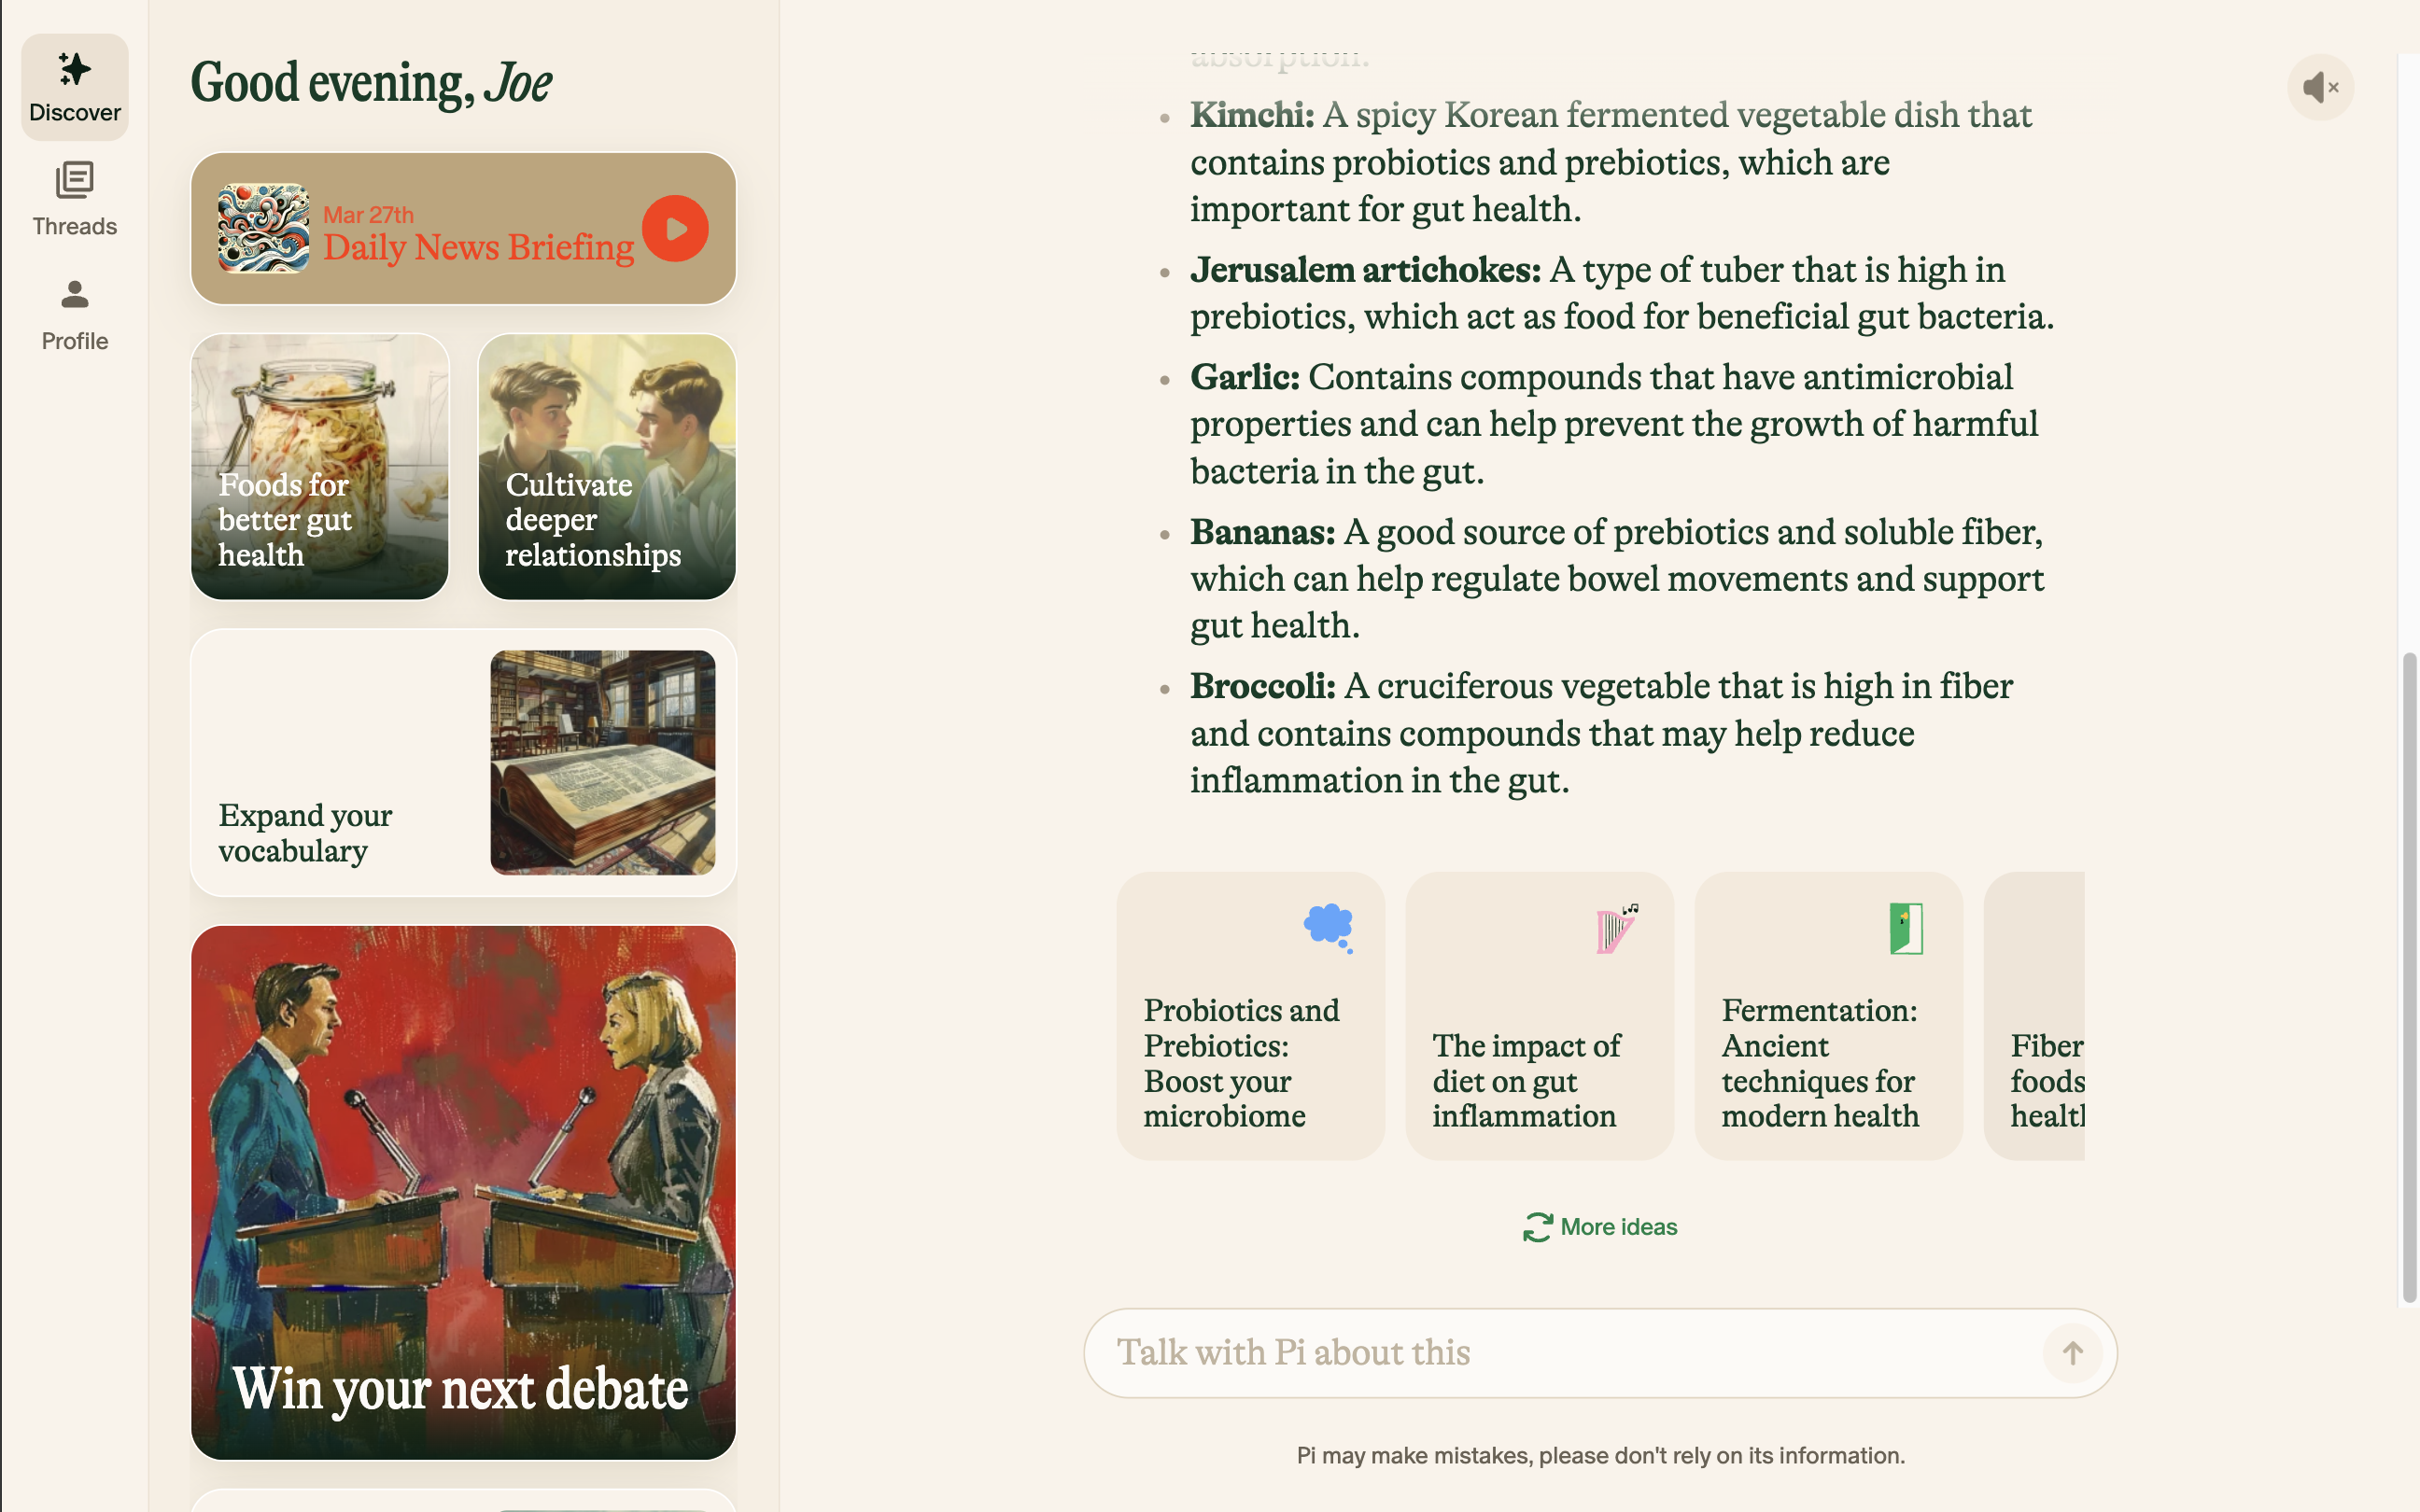 Discover
Threads
Profile
Good evening, Joe
Mar 27th
Daily News Briefing
Foods for
better gut
health
Cultivate
deeper
relationships
Expand your
vocabulary
Win your next debate
absorption.
Kimchi: A spicy Korean fermented vegetable dish that
contains probiotics and prebiotics, which are
important for gut health.
Jerusalem artichokes: A type of tuber that is high in
prebiotics, which act as food for beneficial gut bacteria.
Garlic: Contains compounds that have antimicrobial
properties and can help prevent the growth of harmful
bacteria in the gut.
Bananas: A good source of prebiotics and soluble fiber,
which can help regulate bowel movements and support
gut health.
Broccoli: A cruciferous vegetable that is high in fiber
and contains compounds that may help reduce
inflammation in the gut.
Probiotics and
Prebiotics:
Boost your
microbiome
The impact of
diet on gut
inflammation
Fermentation:
Ancient
techniques for
modern health
Fiber
foods
health
More ideas
Talk with Pi about this
Pi may make mistakes, please don't rely on its information.